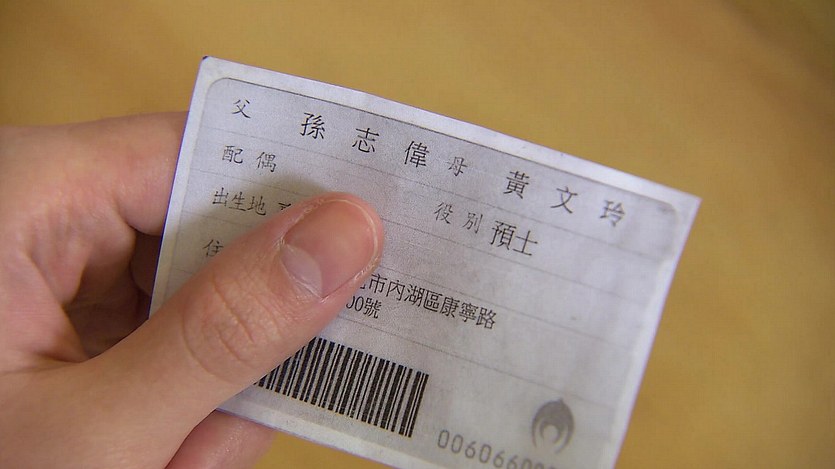 父 孫志偉 母 黃文玲
配偶
出生地 役別 預士
住
市內湖區康寧路
00號
006066